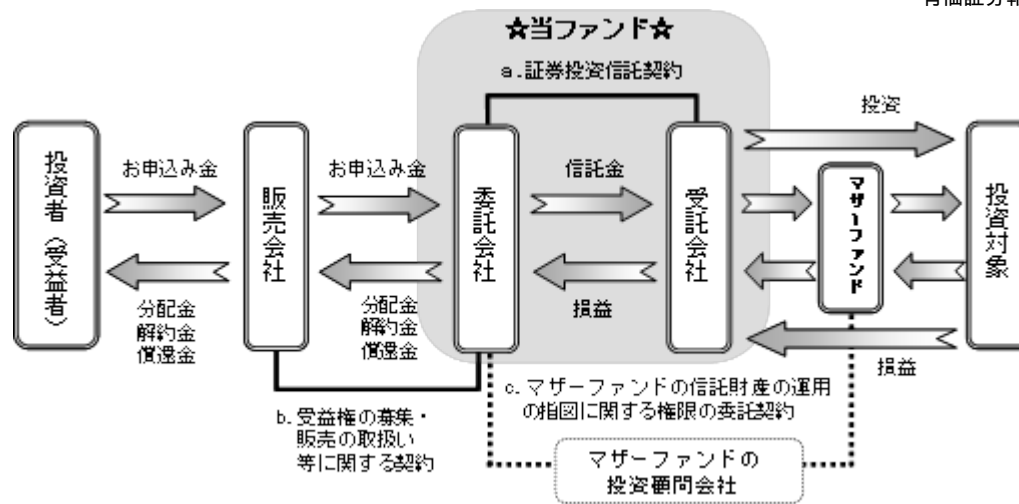 ☆当ファンド☆
a.証券投資信託契約
投資
お申込み金
お申込み金
信託金
投資者(受益者)
販売会社
委託会社
受託会社
マザーファンド
投資対象
分配金
解約金
償還金
分配金
解約金
償還金
損益
損益
b.受益権の募集・
販売の取扱い
等に関する契約
c.マザーファンドの信託財産の運用
の指図に関する権限の委託契約
マザーファンドの
投資顧問会社